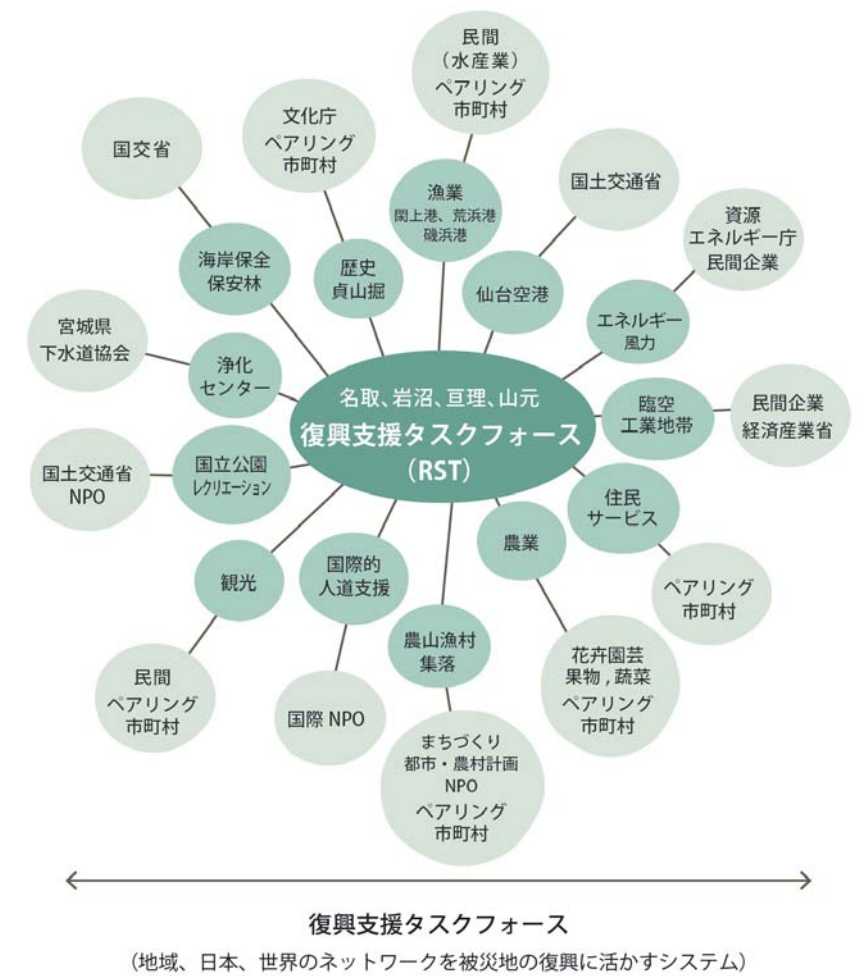 民間
（水産業）
ペアリング
市町村
文化庁
ペアリング
市町村
国交省
国土交通省
漁業
閖上港、荒浜港
磯浜港
資源
エネルギー庁
民間企業
海岸保全
保安林
歴史
貞山掘
仙台空港
エネルギー
風力
宮城県
下水道協会
浄化
センター
名取、岩沼、亘理、山元
復興支援タスクフォース
（RST）
臨空
工業地帯
民間企業
経済産業省
国土交通省
NPO
国立公園
レクリエーション
住民
サービス
農業
観光
国際的
人道支援
ペアリング
市町村
農山漁村
集落
花卉園芸
果物 , 蔬菜
ペアリング
市町村
民間
ペアリング
市町村
国際 NPO
まちづくり
都市・農村計画
NPO
ペアリング
市町村
復興支援タスクフォース
（地域、日本、世界のネットワークを被災地の復興に活かすシステム）